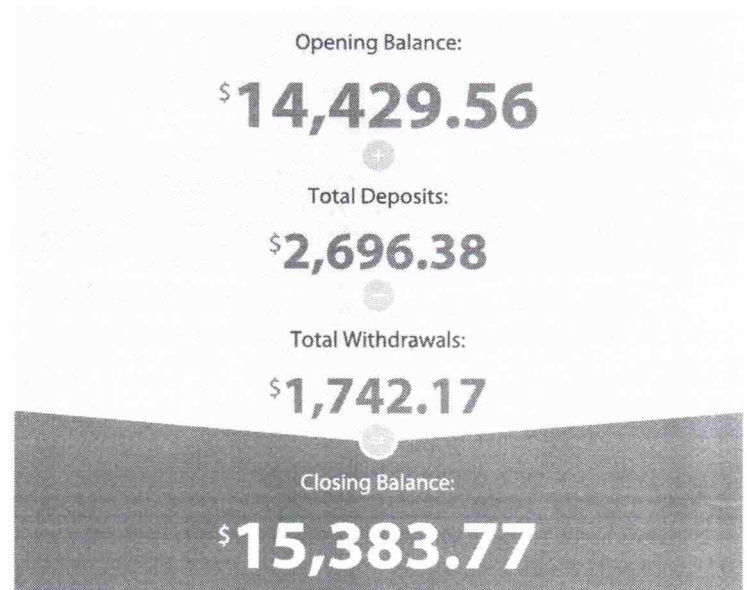 Opening Balance:
$14,429.56
+
Total Deposits:
$2,696.38
−
Total Withdrawals:
$1,742.17
=
Closing Balance:
$15,383.77